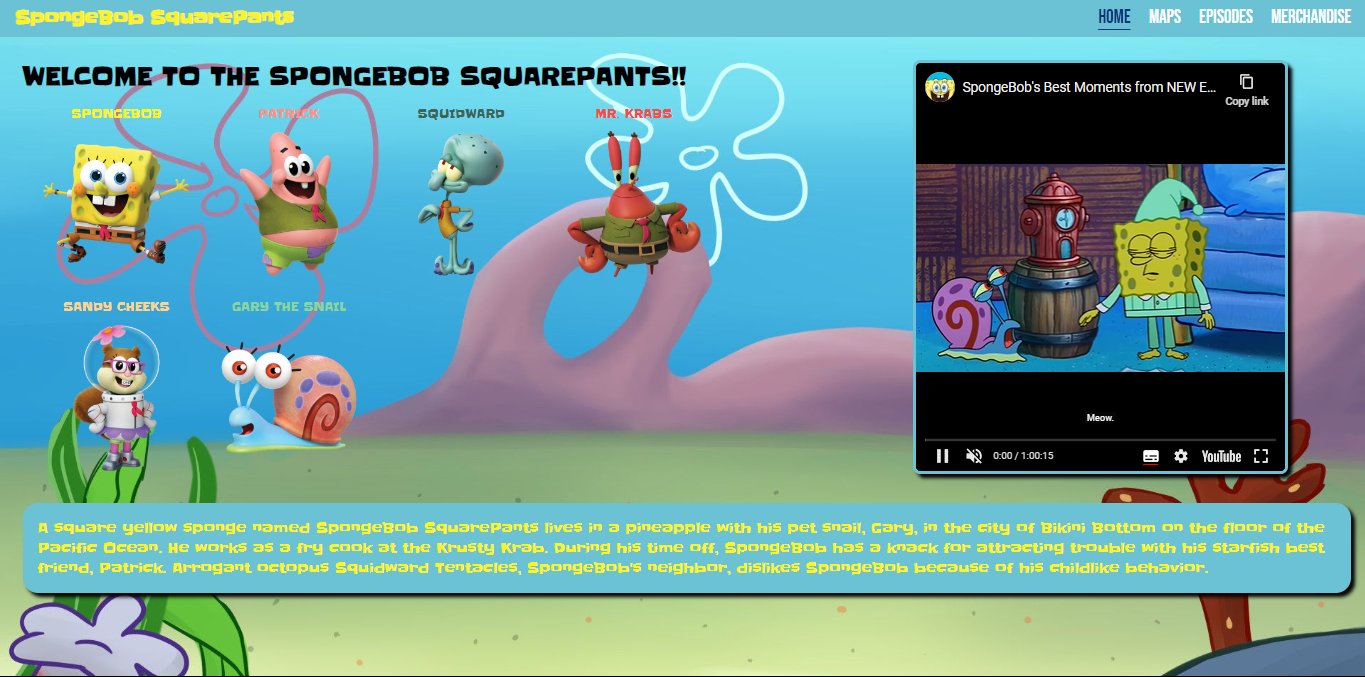 SpongeBob SquarePants
HOME MAPS EPISODES MERCHANDISE
WELCOME TO THE SPONGEBOB SQUAREPANTS!!
SPONGEBOB
PATRICK
SQUIDWARD
MR. KRABS
SANDY CHEEKS
GARY THE SNAIL
SpongeBob's Best Moments from NEW E...
Copy link
Meow.
0:00 / 1:00:15
YouTube
A square yellow sponge named SpongeBob SquarePants lives in a pineapple with his pet snail, Gary, in the city of Bikini Bottom on the floor of the
Pacific Ocean. He works as a fry cook at the Krusty Krab. During his time off, SpongeBob has a knack for attracting trouble with his starfish best
friend, Patrick. Arrogant octopus Squidward Tentacles, SpongeBob's neighbor, dislikes SpongeBob because of his childlike behavior.